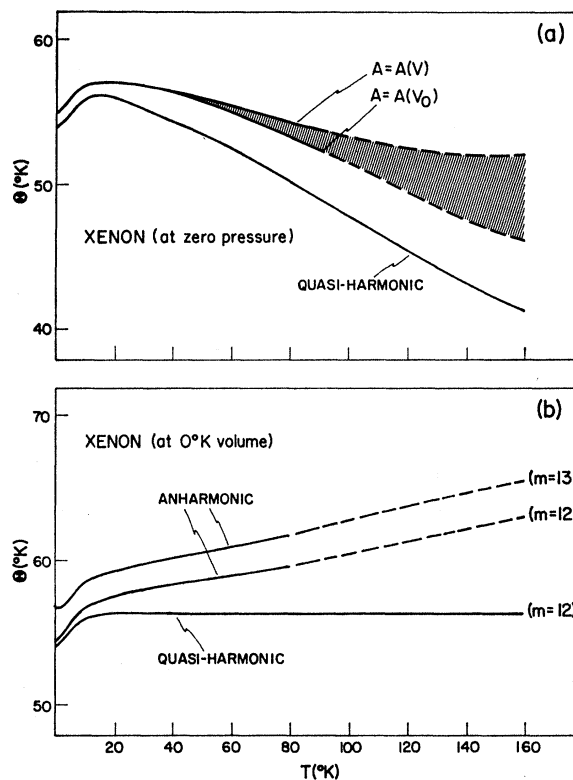 (a)
60
50
40
Θ(°K)
A=A(V)
A=A(V₀)
XENON (at zero pressure)
QUASI-HARMONIC
(b)
70
60
50
Θ(°K)
XENON (at 0°K volume)
ANHARMONIC
(m=13
(m=12
(m=12)
QUASI-HARMONIC
20 40 60 80 100 120 140 160
T(°K)